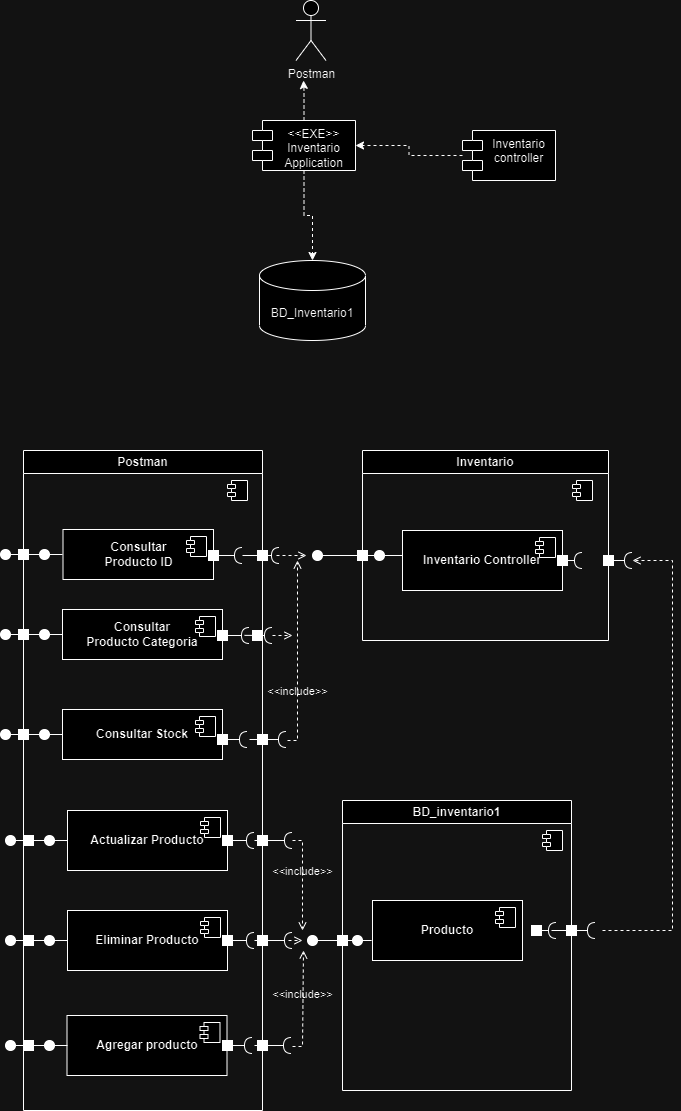 Postman
<<EXE>>
Inventario
Application
Inventario
controller
BD_Inventario1
Postman
Inventario
Consultar
Producto ID
Inventario Controller
Consultar
Producto Categoria
<<include>>
Consultar Stock
BD_inventario1
Actualizar Producto
<<include>>
Eliminar Producto
Producto
<<include>>
Agregar producto